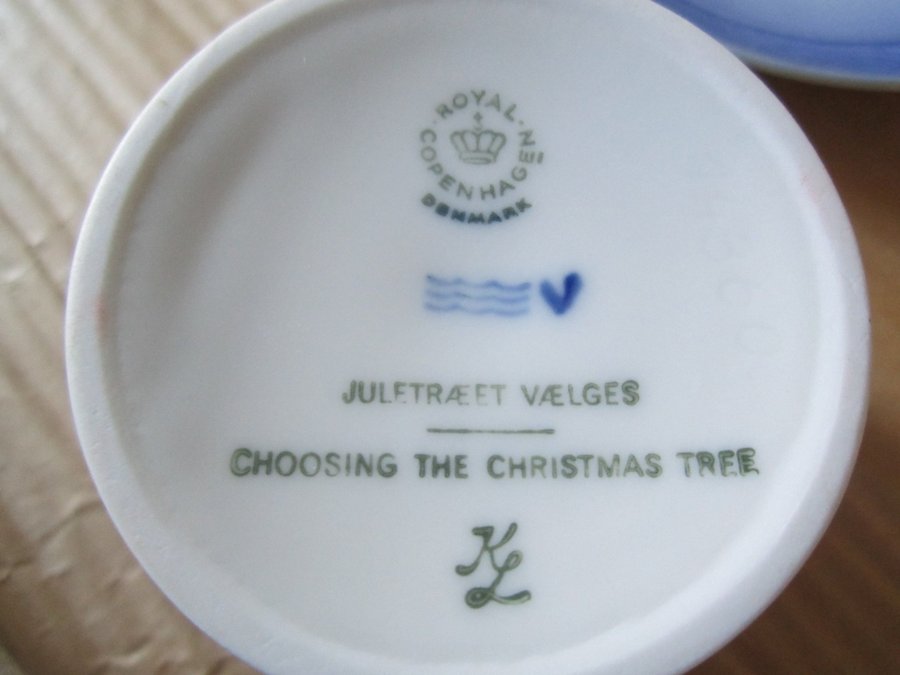 ROYAL COPENHAGEN
DENMARK
JULETRÆET VÆLGES
CHOOSING THE CHRISTMAS TREE
KL